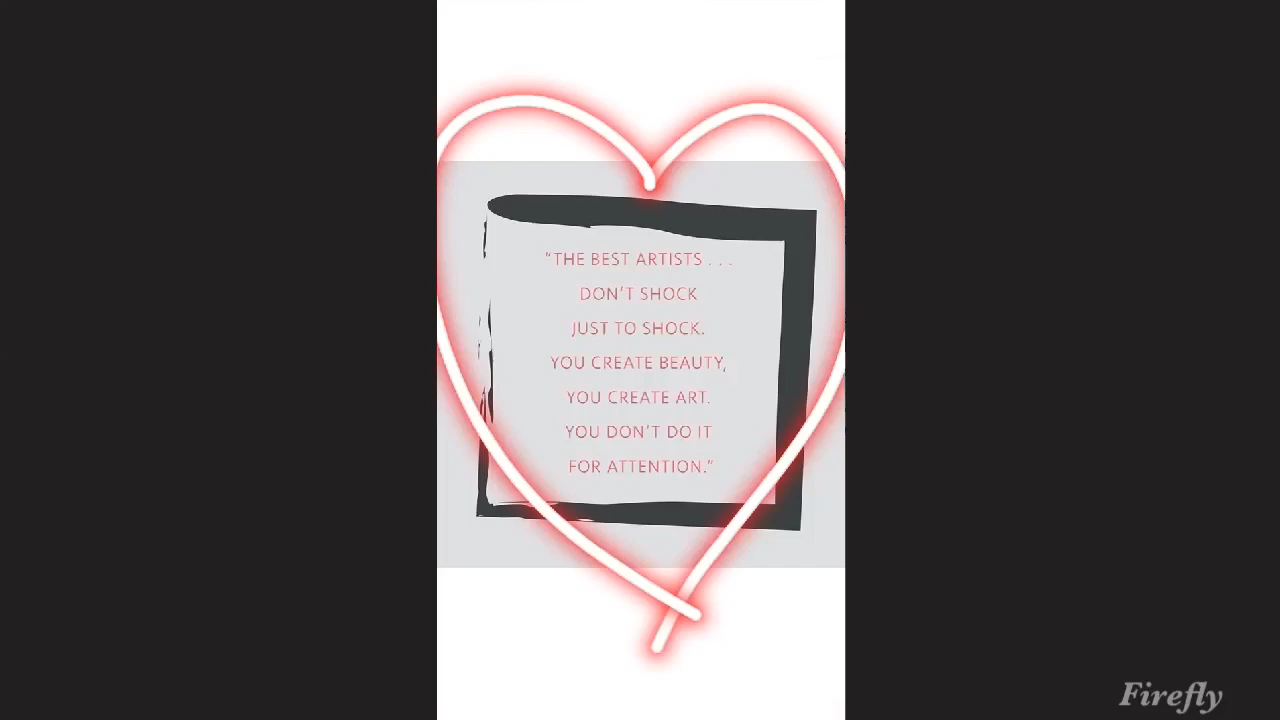 “THE BEST ARTISTS . . .
DON’T SHOCK
JUST TO SHOCK.
YOU CREATE BEAUTY,
YOU CREATE ART.
YOU DON’T DO IT
FOR ATTENTION.”
Firefly